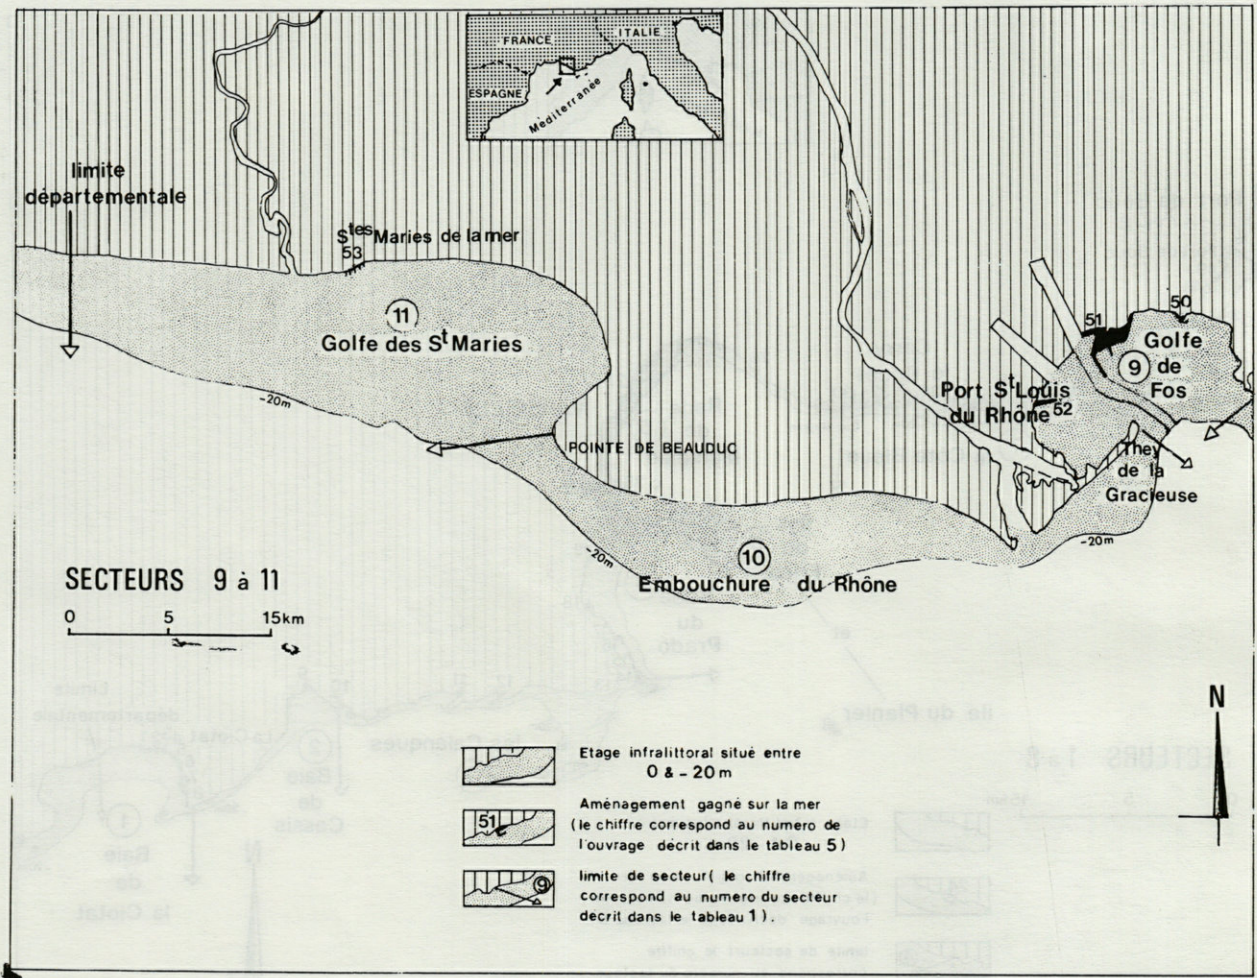 FRANCE
ITALIE
ESPAGNE
Méditerranée
limite
départementale
Stes Maries de la mer
53
11
Golfe des St Maries
-20m
POINTE DE BEAUDUC
50
51
Golfe
9 de
Fos
Port St Louis
du Rhône 52
They
de la
Gracieuse
-20m
-20m
10
Embouchure du Rhône
SECTEURS 9 à 11
0 5 15km
N
Etage infralittoral situé entre
0 & -20m
51
Aménagement gagné sur la mer
(le chiffre correspond au numéro de
l'ouvrage décrit dans le tableau 5)
9
limite de secteur( le chiffre
correspond au numero du secteur
décrit dans le tableau 1).